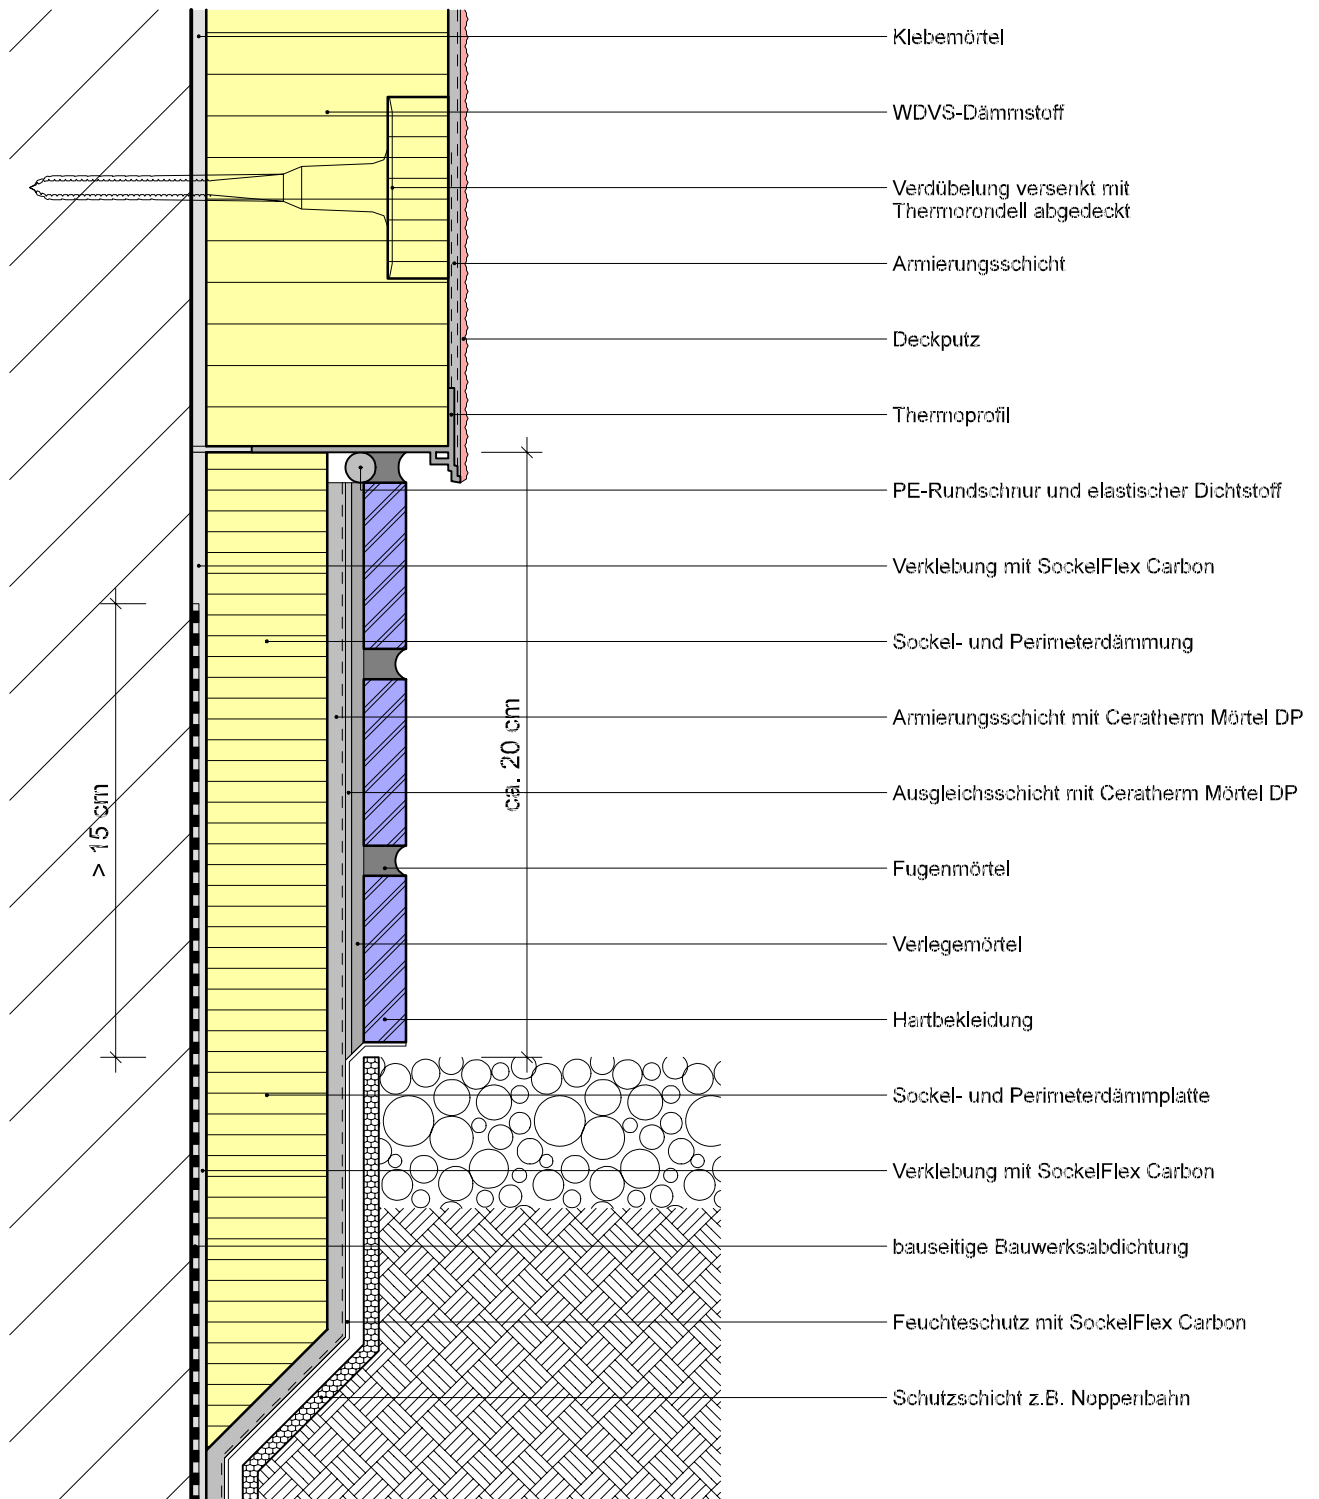 Klebemörtel
WDVS-Dämmstoff
Verdübelung versenkt mit
Thermorondell abgedeckt
Armierungsschicht
Deckputz
Thermoprofil
PE-Rundschnur und elastischer Dichtstoff
Verklebung mit SockelFlex Carbon
Sockel- und Perimeterdämmung
Armierungsschicht mit Ceratherm Mörtel DP
ca. 20 cm
Ausgleichsschicht mit Ceratherm Mörtel DP
> 15 cm
Fugenmörtel
Verlegemörtel
Hartbekleidung
Sockel- und Perimeterdämmplatte
Verklebung mit SockelFlex Carbon
bauseitige Bauwerksabdichtung
Feuchteschutz mit SockelFlex Carbon
Schutzschicht z.B. Noppenbahn